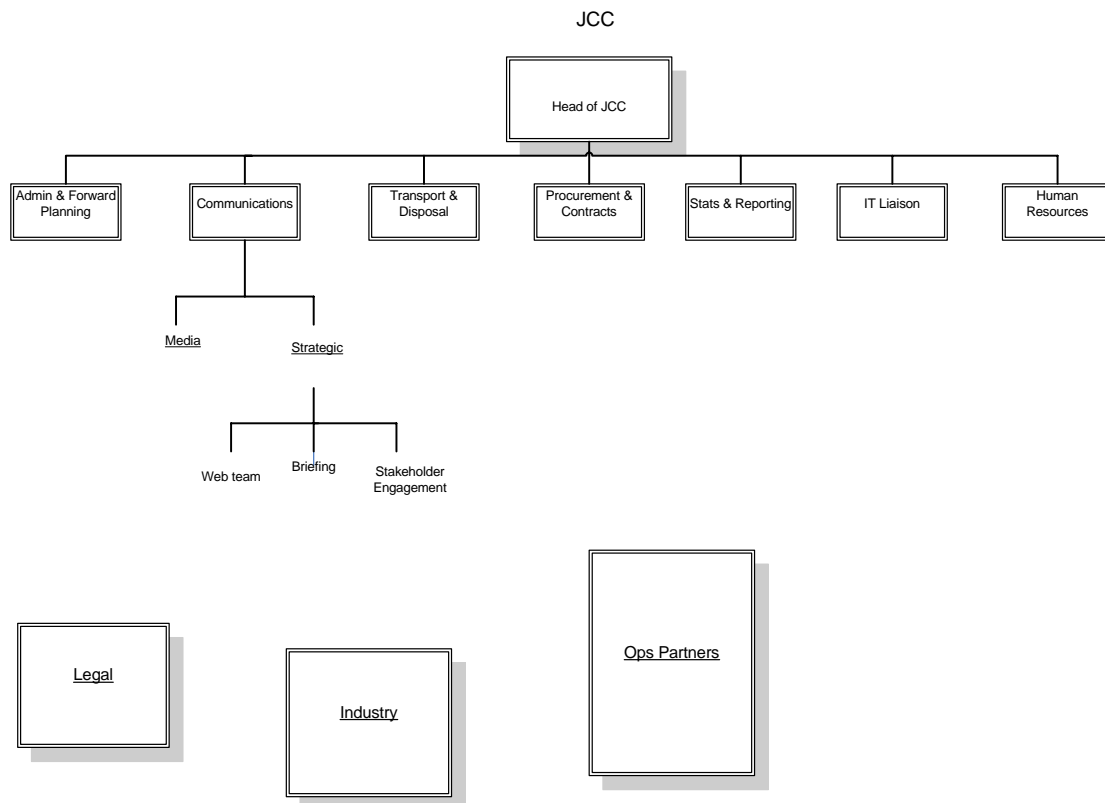 JCC
Head of JCC
Admin & Forward
Planning
Communications
Transport &
Disposal
Procurement &
Contracts
Stats & Reporting
IT Liaison
Human
Resources
Media
Strategic
Web team
Briefing
Stakeholder
Engagement
Legal
Industry
Ops Partners